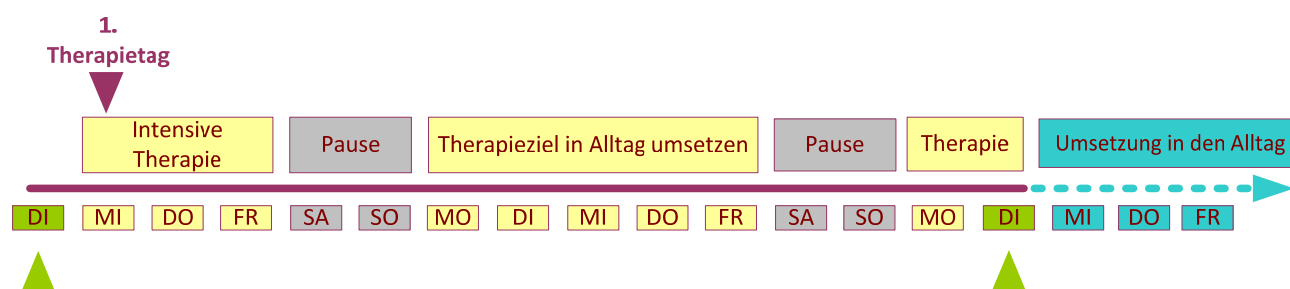 1.
Therapietag
Intensive
Therapie
Pause
Therapieziel in Alltag umsetzen
Pause
Therapie
Umsetzung in den Alltag
DI MI DO FR SA SO MO DI MI DO FR SA SO MO DI MI DO FR